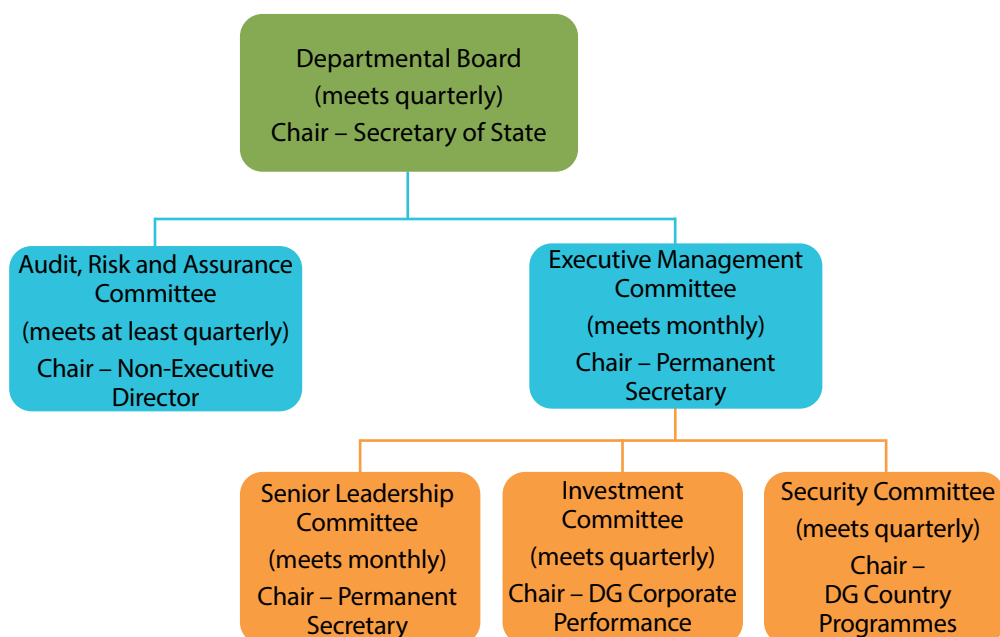 Departmental Board
(meets quarterly)
Chair – Secretary of State
Audit, Risk and Assurance
Committee
(meets at least quarterly)
Chair – Non-Executive
Director
Executive Management
Committee
(meets monthly)
Chair – Permanent
Secretary
Senior Leadership
Committee
(meets monthly)
Chair – Permanent
Secretary
Investment
Committee
(meets quarterly)
Chair – DG Corporate
Performance
Security Committee
(meets quarterly)
Chair –
DG Country
Programmes